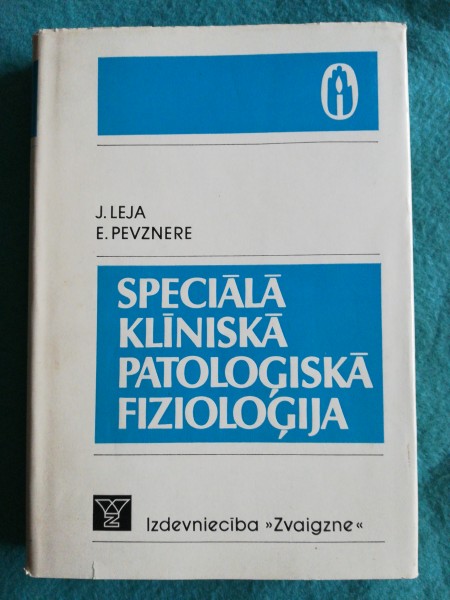 J. LEJA
E. PEVZNERE
SPECIĀLĀ
KLĪNISKĀ
PATOLOĢISKĀ
FIZIOLOĢIJA
Izdevniecība »Zvaigzne«